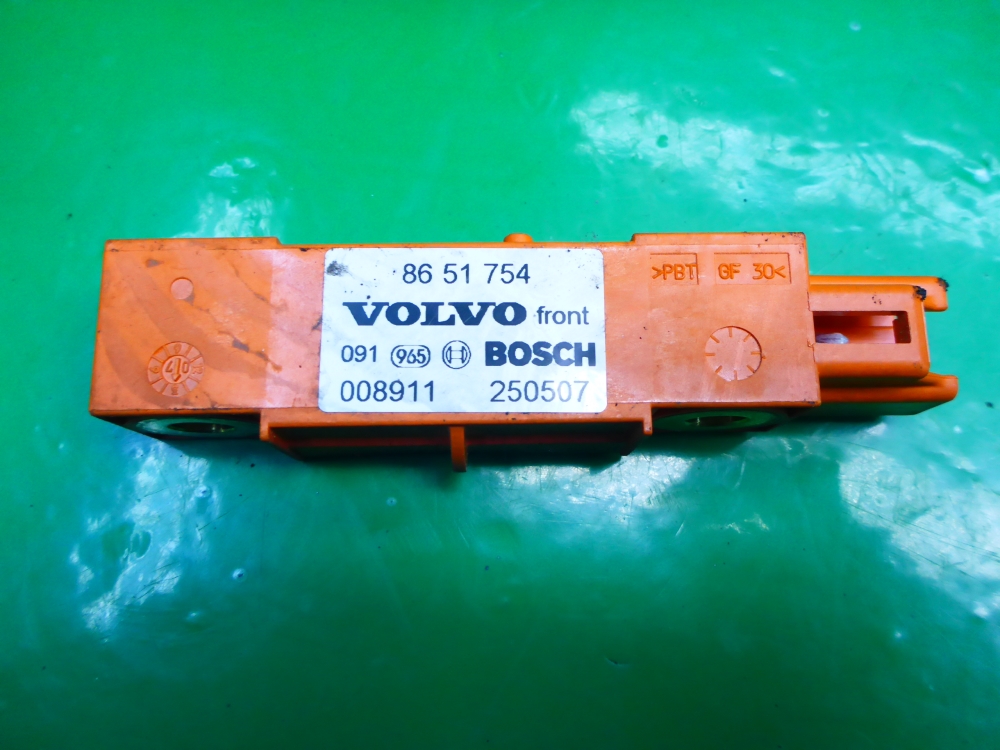 86 51 754
VOLVO front
091 965 BOSCH
008911 250507
>PBT GF 30<